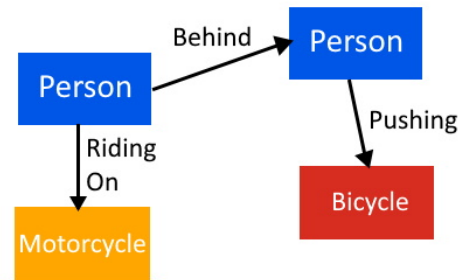 Behind
Person
Person
Pushing
Riding
On
Bicycle
Motorcycle